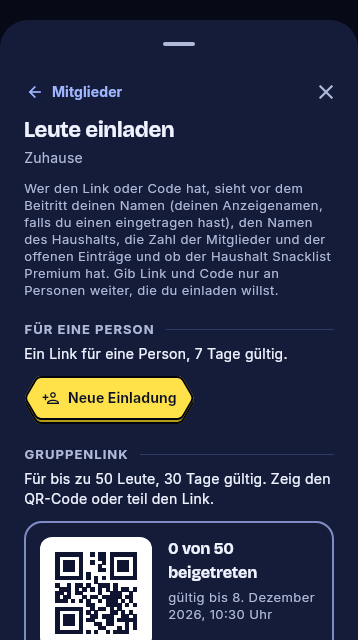 Mitglieder
Leute einladen
Zuhause
Wer den Link oder Code hat, sieht vor dem
Beitritt deinen Namen (deinen Anzeigenamen,
falls du einen eingetragen hast), den Namen
des Haushalts, die Zahl der Mitglieder und der
offenen Einträge und ob der Haushalt Snacklist
Premium hat. Gib Link und Code nur an
Personen weiter, die du einladen willst.
FÜR EINE PERSON
Ein Link für eine Person, 7 Tage gültig.
Neue Einladung
GRUPPENLINK
Für bis zu 50 Leute, 30 Tage gültig. Zeig den
QR-Code oder teil den Link.
0 von 50
beigetreten
gültig bis 8. Dezember
2026, 10:30 Uhr